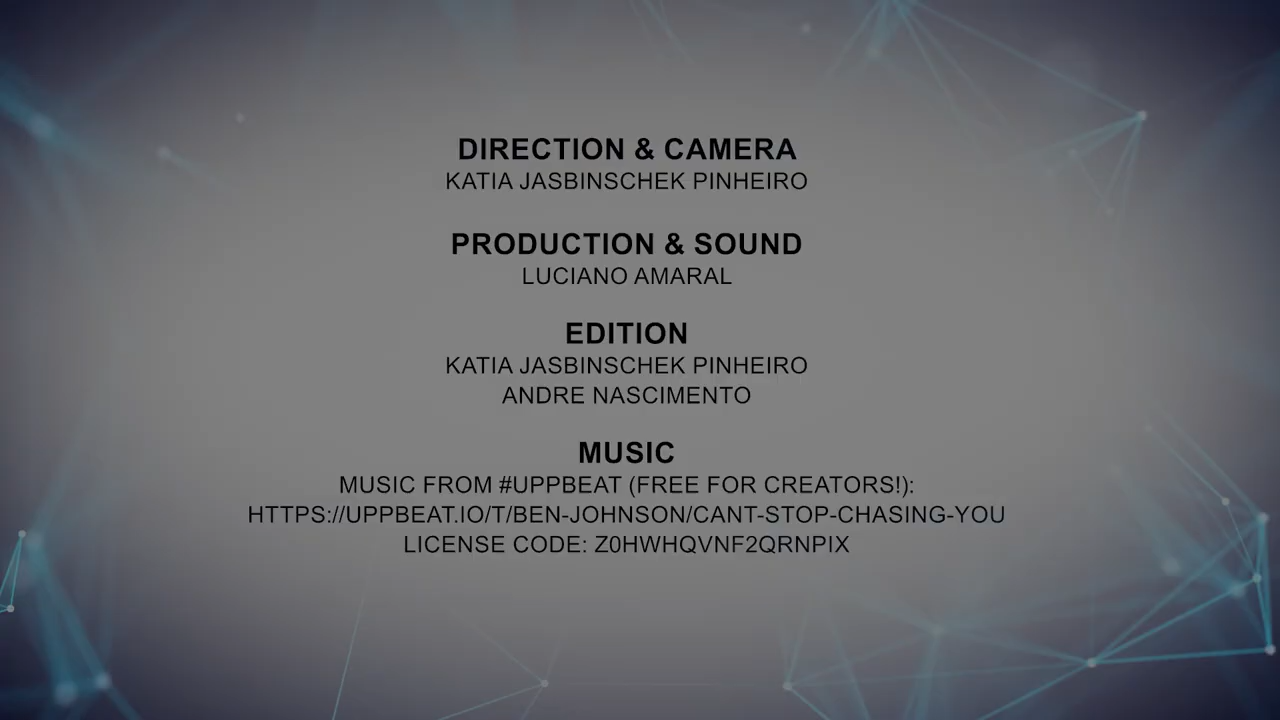 DIRECTION & CAMERA
KATIA JASBINSCHEK PINHEIRO
PRODUCTION & SOUND
LUCIANO AMARAL
EDITION
KATIA JASBINSCHEK PINHEIRO
ANDRE NASCIMENTO
MUSIC
MUSIC FROM #UPPBEAT (FREE FOR CREATORS!):
HTTPS://UPPBEAT.IO/T/BEN-JOHNSON/CANT-STOP-CHASING-YOU
LICENSE CODE: Z0HWHQVNF2QRNPIX